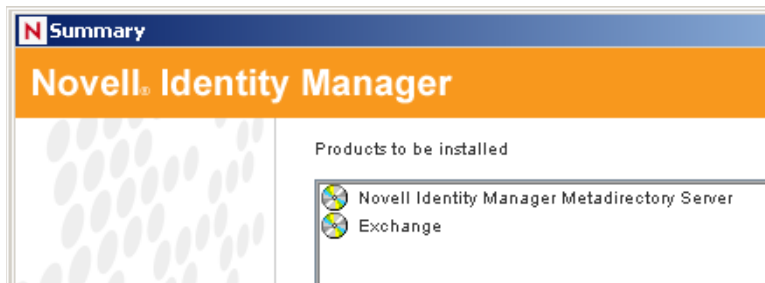 N Summary
Novell® Identity Manager
Products to be installed
Novell Identity Manager Metadirectory Server
Exchange